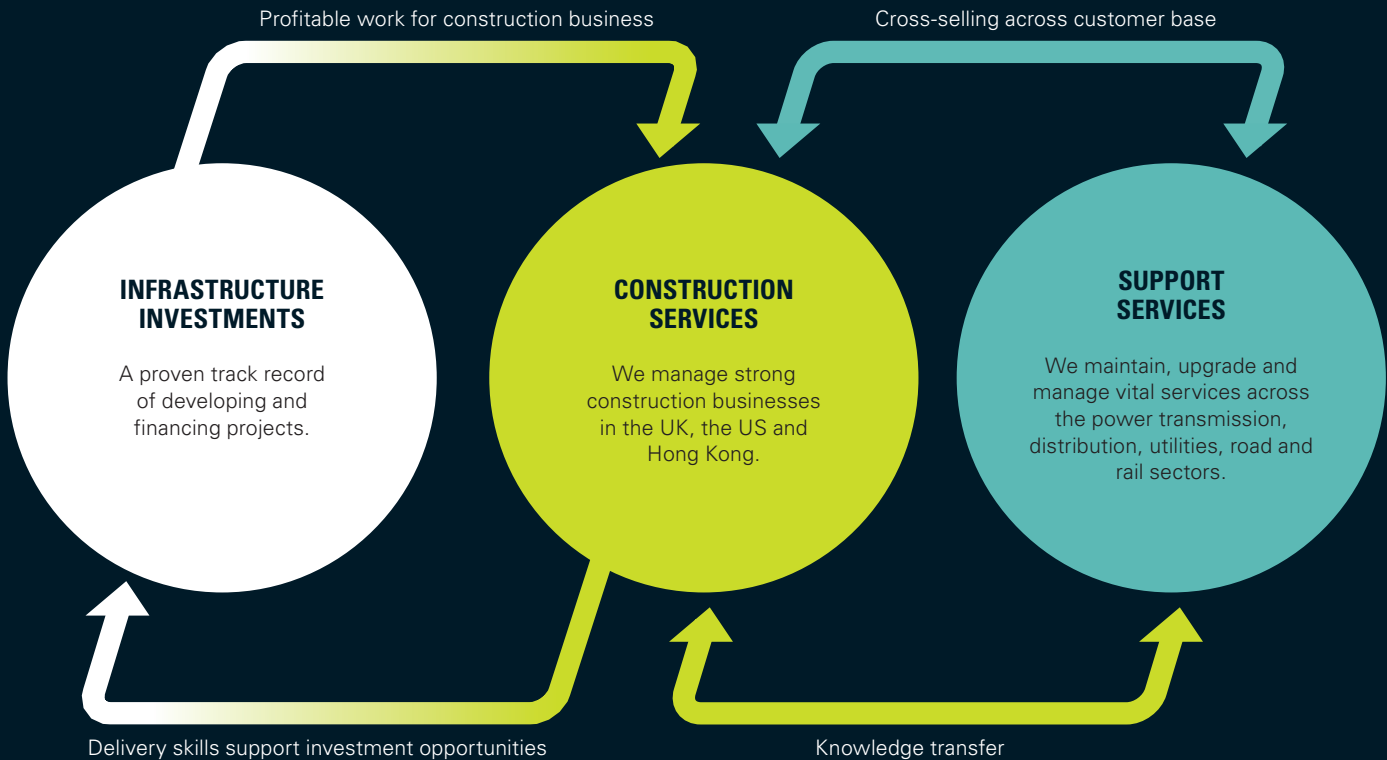 Profitable work for construction business
Cross-selling across customer base
INFRASTRUCTURE
INVESTMENTS
A proven track record
of developing and
financing projects.
CONSTRUCTION
SERVICES
We manage strong
construction businesses
in the UK, the US and
Hong Kong.
SUPPORT
SERVICES
We maintain, upgrade and
manage vital services across
the power transmission,
distribution, utilities, road and
rail sectors.
Delivery skills support investment opportunities
Knowledge transfer